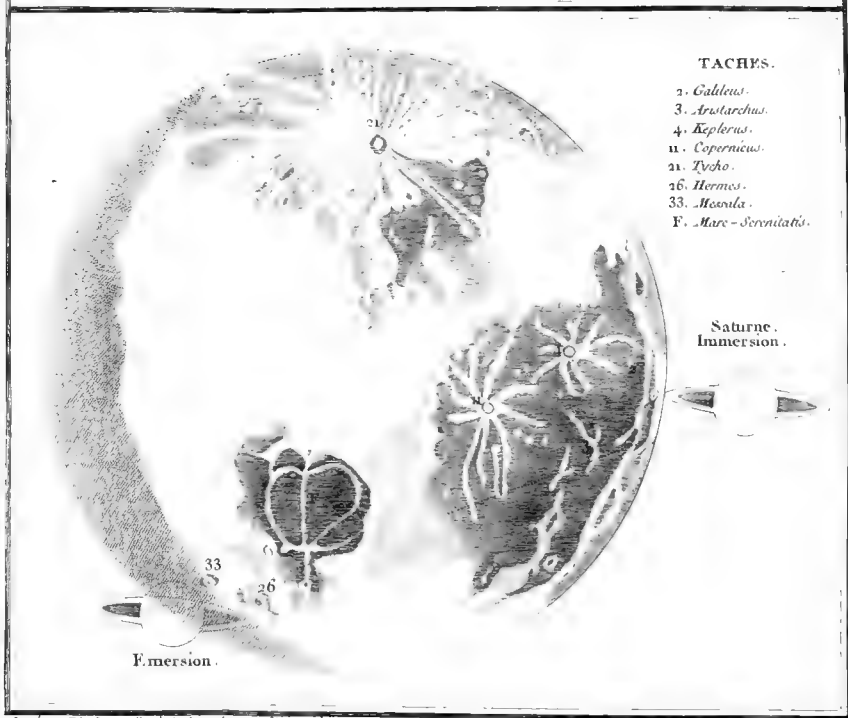 TACHES.
2. Galileus.
3. Aristarchus.
4. Keplerus.
11. Copernicus.
21. Tycho.
26. Hermes.
33. Messala.
F. Mare - Serenitatis.
21
Saturne.
Immersion.
33
26
Emersion.